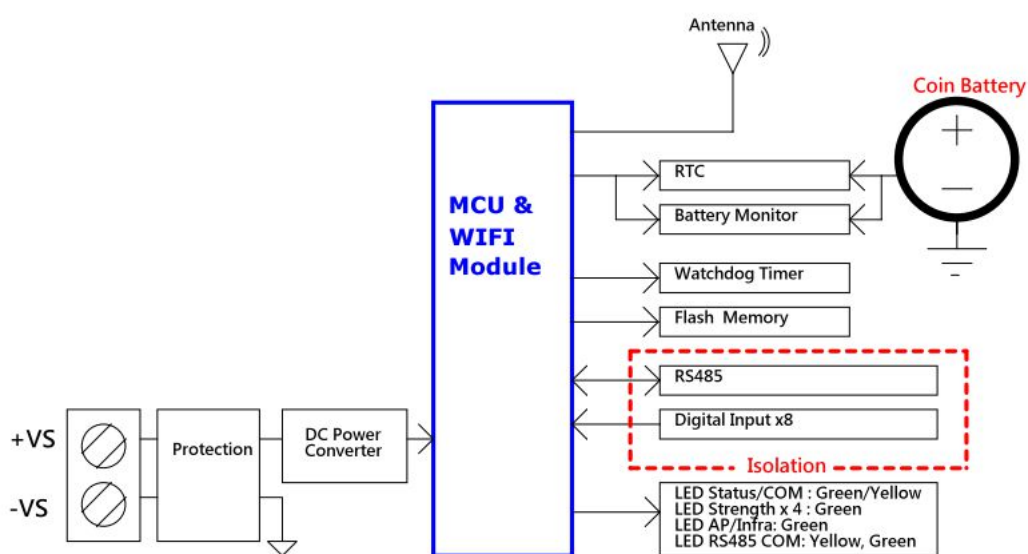 Antenna
Coin Battery
MCU &
WIFI
Module
RTC
Battery Monitor
Watchdog Timer
Flash Memory
RS485
Digital Input x8
Isolation
+VS
-VS
Protection
DC Power
Converter
LED Status/COM : Green/Yellow
LED Strength x 4 : Green
LED AP/Infra: Green
LED RS485 COM: Yellow, Green